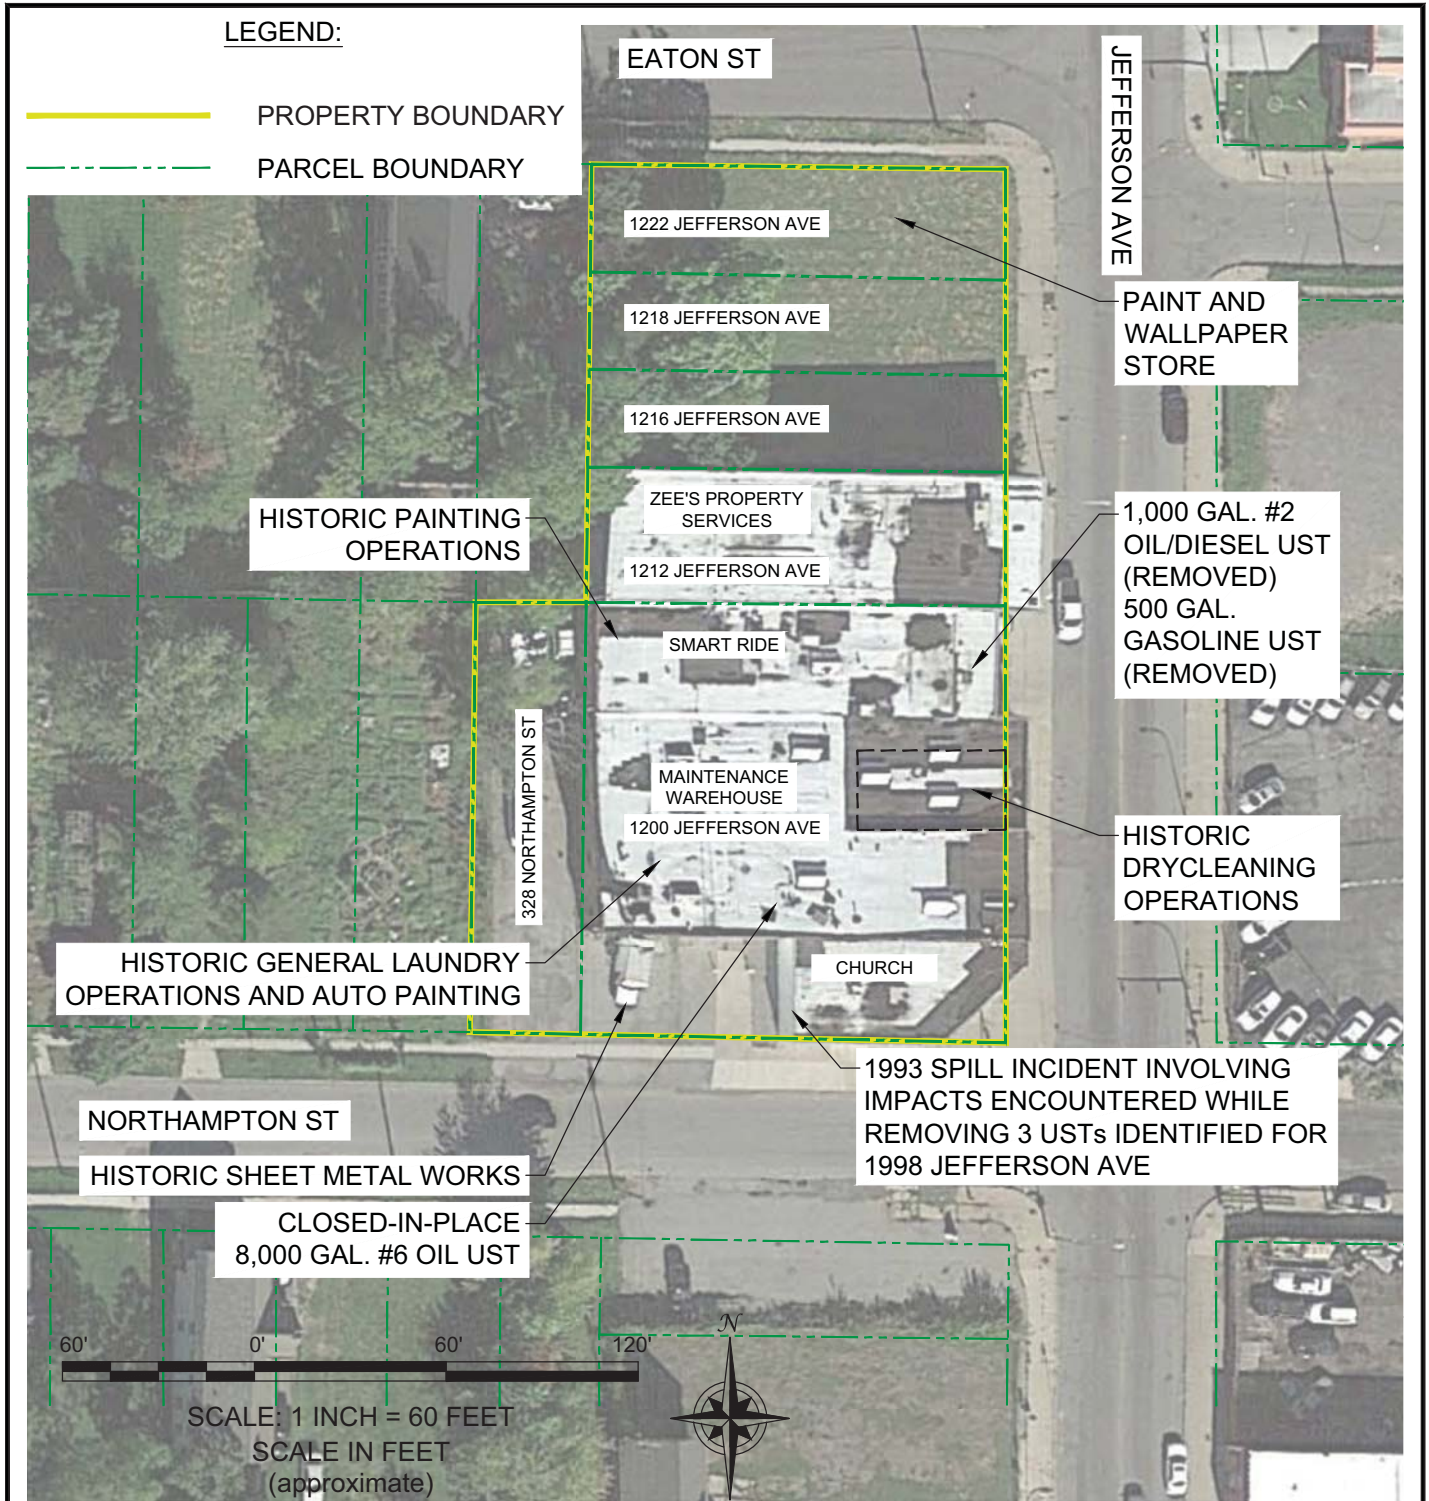 LEGEND:
PROPERTY BOUNDARY
PARCEL BOUNDARY
EATON ST
JEFFERSON AVE
1222 JEFFERSON AVE
PAINT AND
WALLPAPER
STORE
1218 JEFFERSON AVE
1216 JEFFERSON AVE
ZEE'S PROPERTY
SERVICES
1212 JEFFERSON AVE
HISTORIC PAINTING
OPERATIONS
1,000 GAL. #2
OIL/DIESEL UST
(REMOVED)
500 GAL.
GASOLINE UST
(REMOVED)
SMART RIDE
328 NORTHAMPTON ST
MAINTENANCE
WAREHOUSE
1200 JEFFERSON AVE
HISTORIC
DRYCLEANING
OPERATIONS
HISTORIC GENERAL LAUNDRY
OPERATIONS AND AUTO PAINTING
CHURCH
1993 SPILL INCIDENT INVOLVING
IMPACTS ENCOUNTERED WHILE
REMOVING 3 USTs IDENTIFIED FOR
1998 JEFFERSON AVE
NORTHAMPTON ST
HISTORIC SHEET METAL WORKS
CLOSED-IN-PLACE
8,000 GAL. #6 OIL UST
60' 0' 60' 120'
SCALE: 1 INCH = 60 FEET
SCALE IN FEET
(approximate)
N